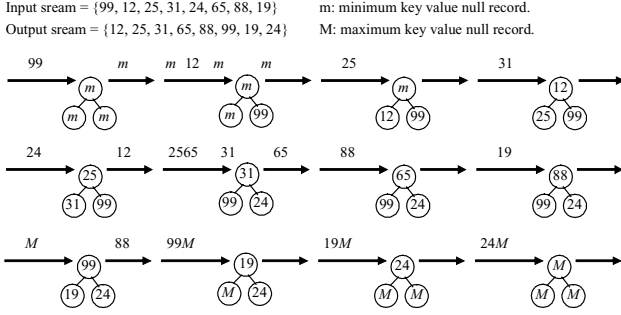 Input sream = {99, 12, 25, 31, 24, 65, 88, 19} m: minimum key value null record.
Output sream = {12, 25, 31, 65, 88, 99, 19, 24} M: maximum key value null record.
99 m m 12 m m 25 31
m m m 12
m m m 99 12 99 25 99
24 12 2565 31 65 88 19
25 31 65 88
31 99 99 24 99 24 99 24
M 88 99M 19M 24M
99 19 24 M
19 24 M 24 M M M M